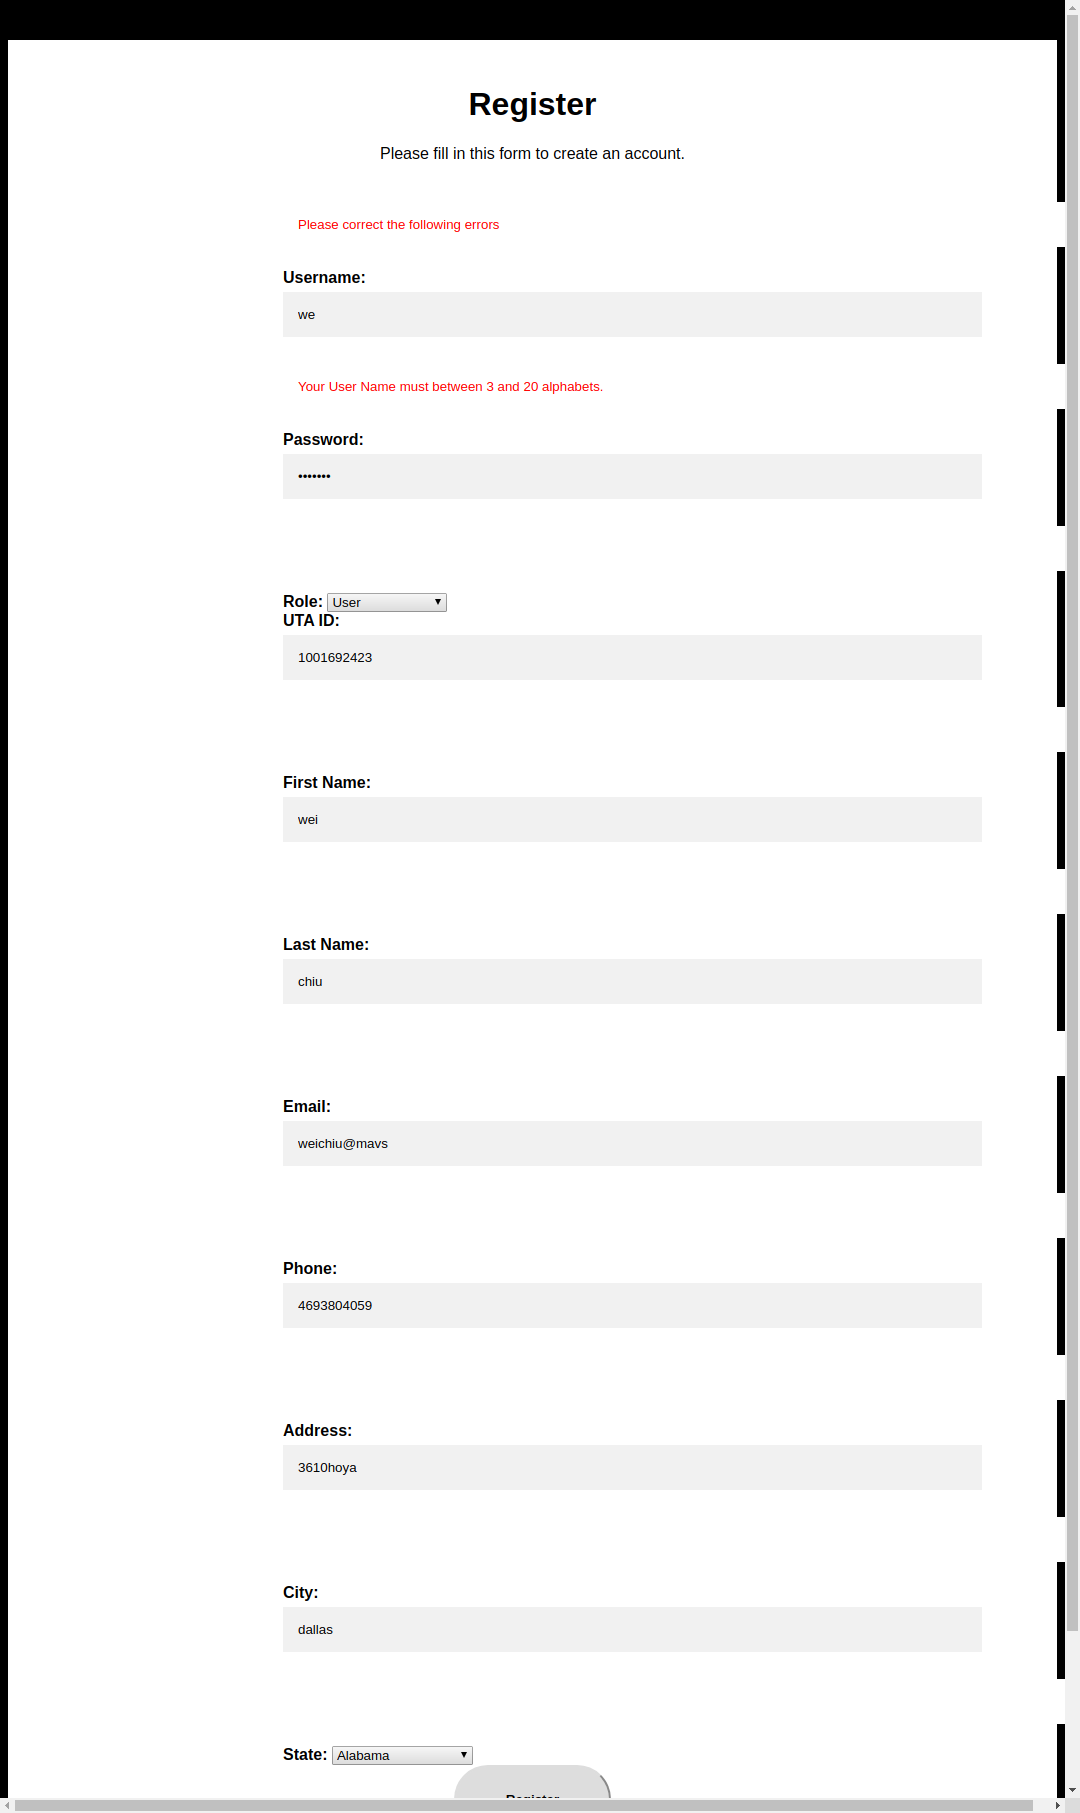 Register
Please fill in this form to create an account.
Please correct the following errors
Username:
we
Your User Name must between 3 and 20 alphabets.
Password:
•••••••
Role: User
UTA ID:
1001692423
First Name:
wei
Last Name:
chiu
Email:
weichiu@mavs
Phone:
4693804059
Address:
3610hoya
City:
dallas
State: Alabama
Register